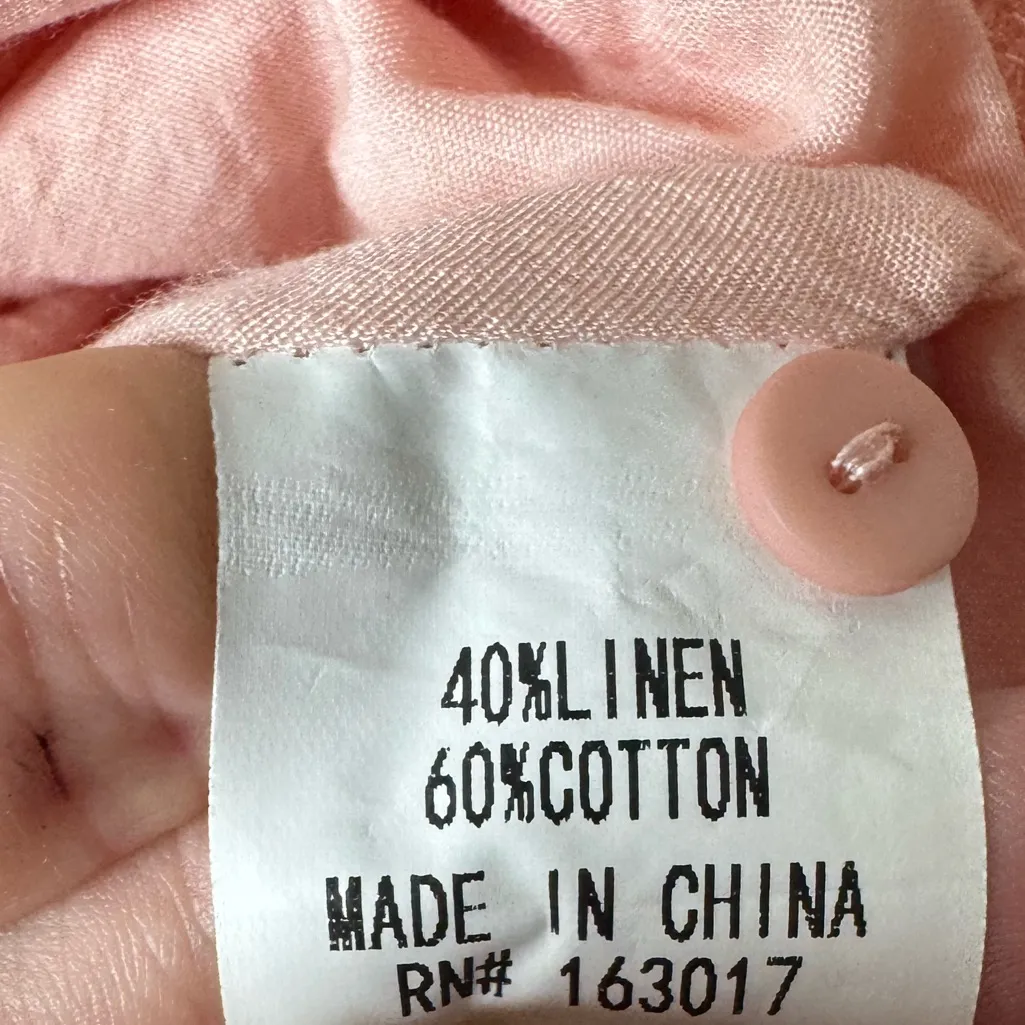 40%LINEN
60%COTTON
MADE IN CHINA
RN# 163017